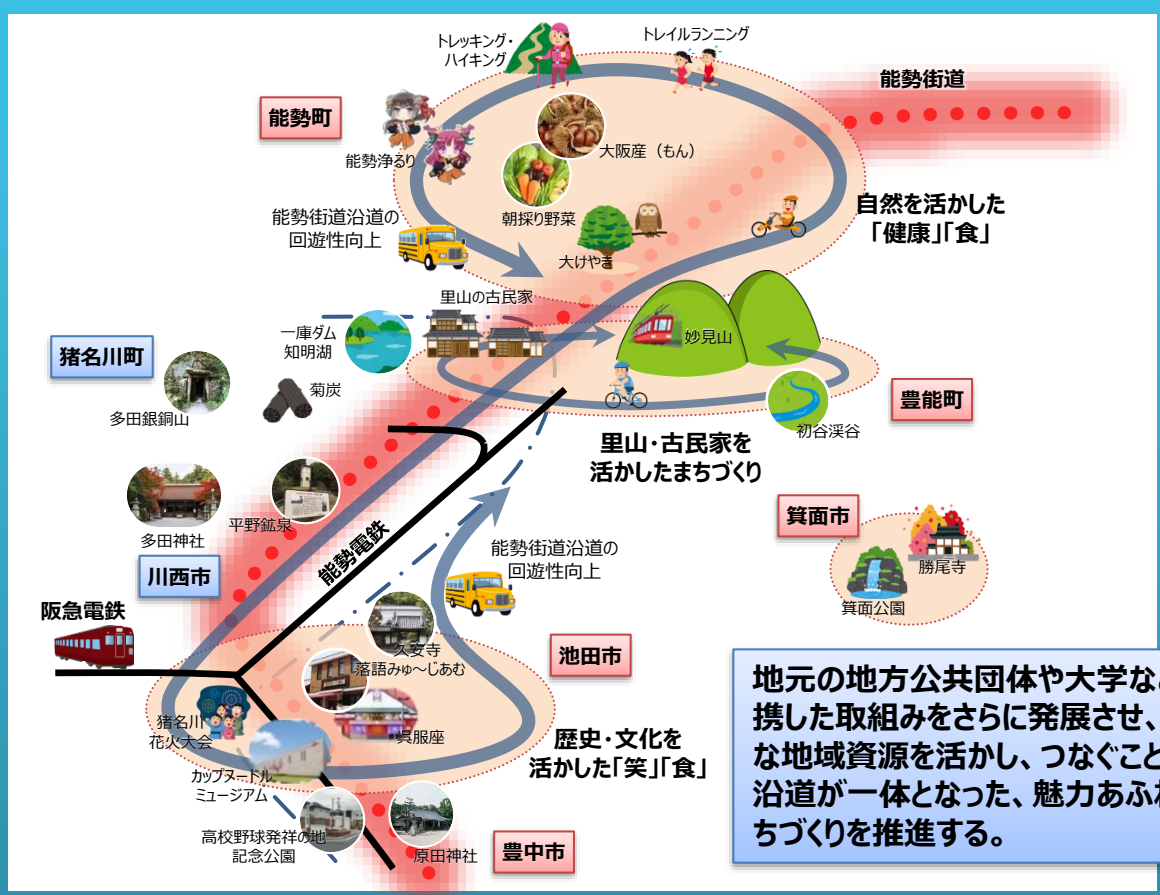 トレッキング・
ハイキング
トレイルランニング
能勢街道
能勢町
能勢浄るり
大阪産（もん）
朝採り野菜
自然を活かした
「健康」「食」
能勢街道沿道の
回遊性向上
大けやき
里山の古民家
一庫ダム
知明湖
妙見山
猪名川町
多田銀銅山
菊炭
豊能町
初谷渓谷
里山・古民家を
活かしたまちづくり
多田神社
平野鉱泉
箕面市
勝尾寺
箕面公園
川西市
能勢電鉄
能勢街道沿道の
回遊性向上
阪急電鉄
久安寺
落語みゅ～じあむ
池田市
猪名川
花火大会
呉服座
歴史・文化を
活かした「笑」「食」
カップヌードル
ミュージアム
高校野球発祥の地
記念公園
原田神社
豊中市
地元の地方公共団体や大学な
携した取組みをさらに発展させ、
な地域資源を活かし、つなぐこと
沿道が一体となった、魅力あふ
ちづくりを推進する。